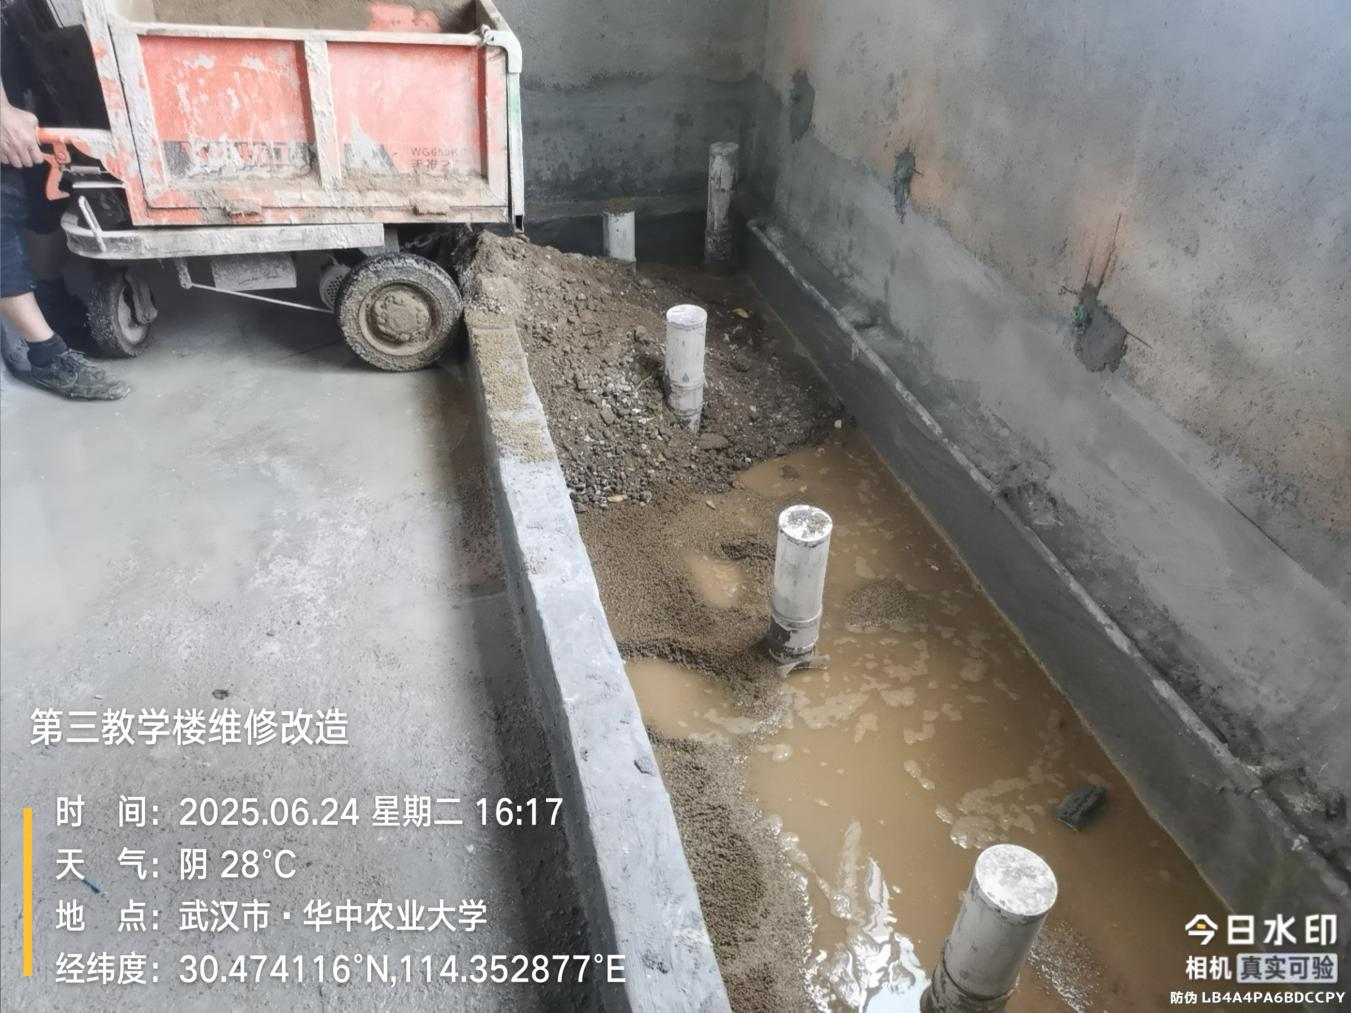 第三教学楼维修改造
时 间：2025.06.24 星期二 16:17
天 气：阴 28°C
地 点：武汉市·华中农业大学
经纬度：30.474116°N,114.352877°E
今日水印
相机 真实可验
防伪 LB4A4PA6BDCCPY